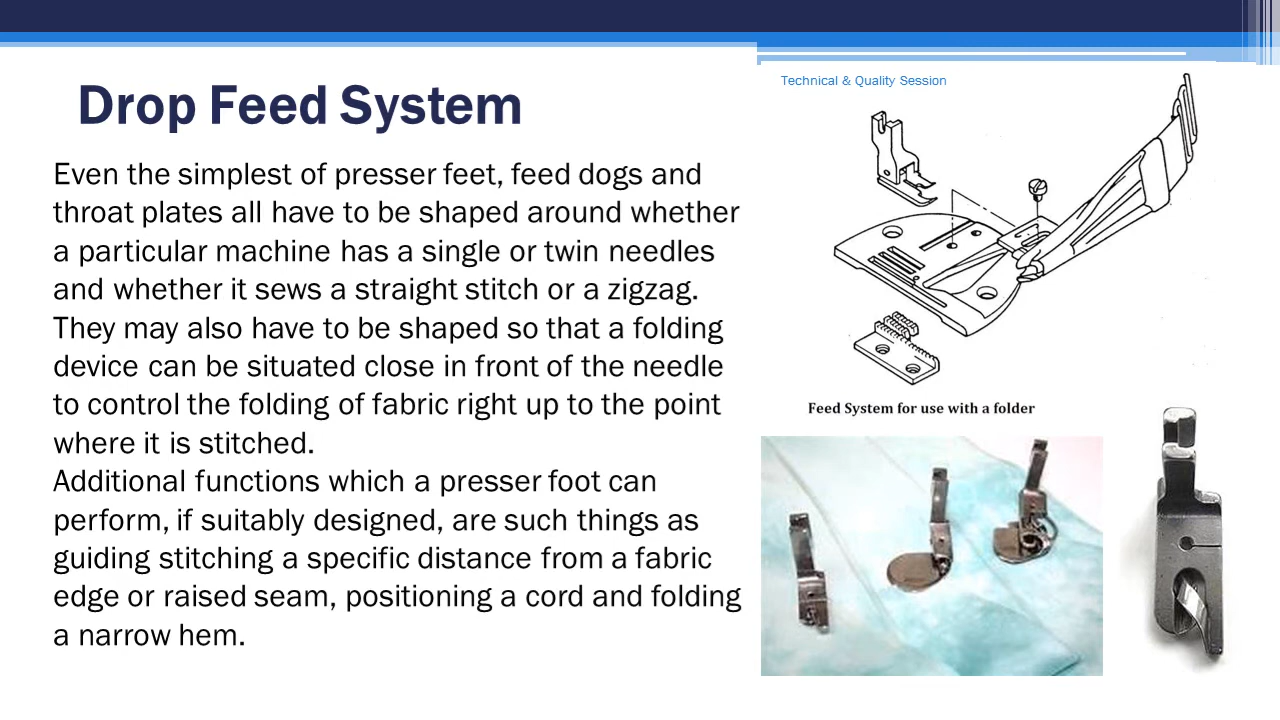 Technical & Quality Session
Drop Feed System
Even the simplest of presser feet, feed dogs and
throat plates all have to be shaped around whether
a particular machine has a single or twin needles
and whether it sews a straight stitch or a zigzag.
They may also have to be shaped so that a folding
device can be situated close in front of the needle
to control the folding of fabric right up to the point
where it is stitched.
Additional functions which a presser foot can
perform, if suitably designed, are such things as
guiding stitching a specific distance from a fabric
edge or raised seam, positioning a cord and folding
a narrow hem.
Feed System for use with a folder